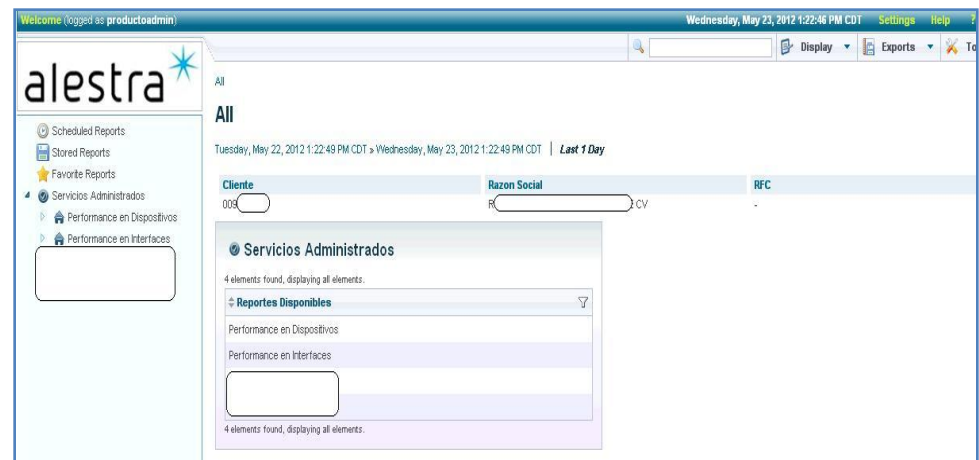 Welcome (logged as productoadmin) Wednesday, May 23, 2012 1:22:46 PM CDT Settings Help ?
Display Exports To
alestra
All
All
Tuesday, May 22, 2012 1:22:49 PM CDT » Wednesday, May 23, 2012 1:22:49 PM CDT | Last 1 Day
Scheduled Reports
Stored Reports
Favorite Reports
Servicios Administrados
Performance en Dispositivos
Performance en Interfaces
Cliente Razon Social RFC
009 R CV -
Servicios Administrados
4 elements found, displaying all elements.
Reportes Disponibles
Performance en Dispositivos
Performance en Interfaces
4 elements found, displaying all elements.